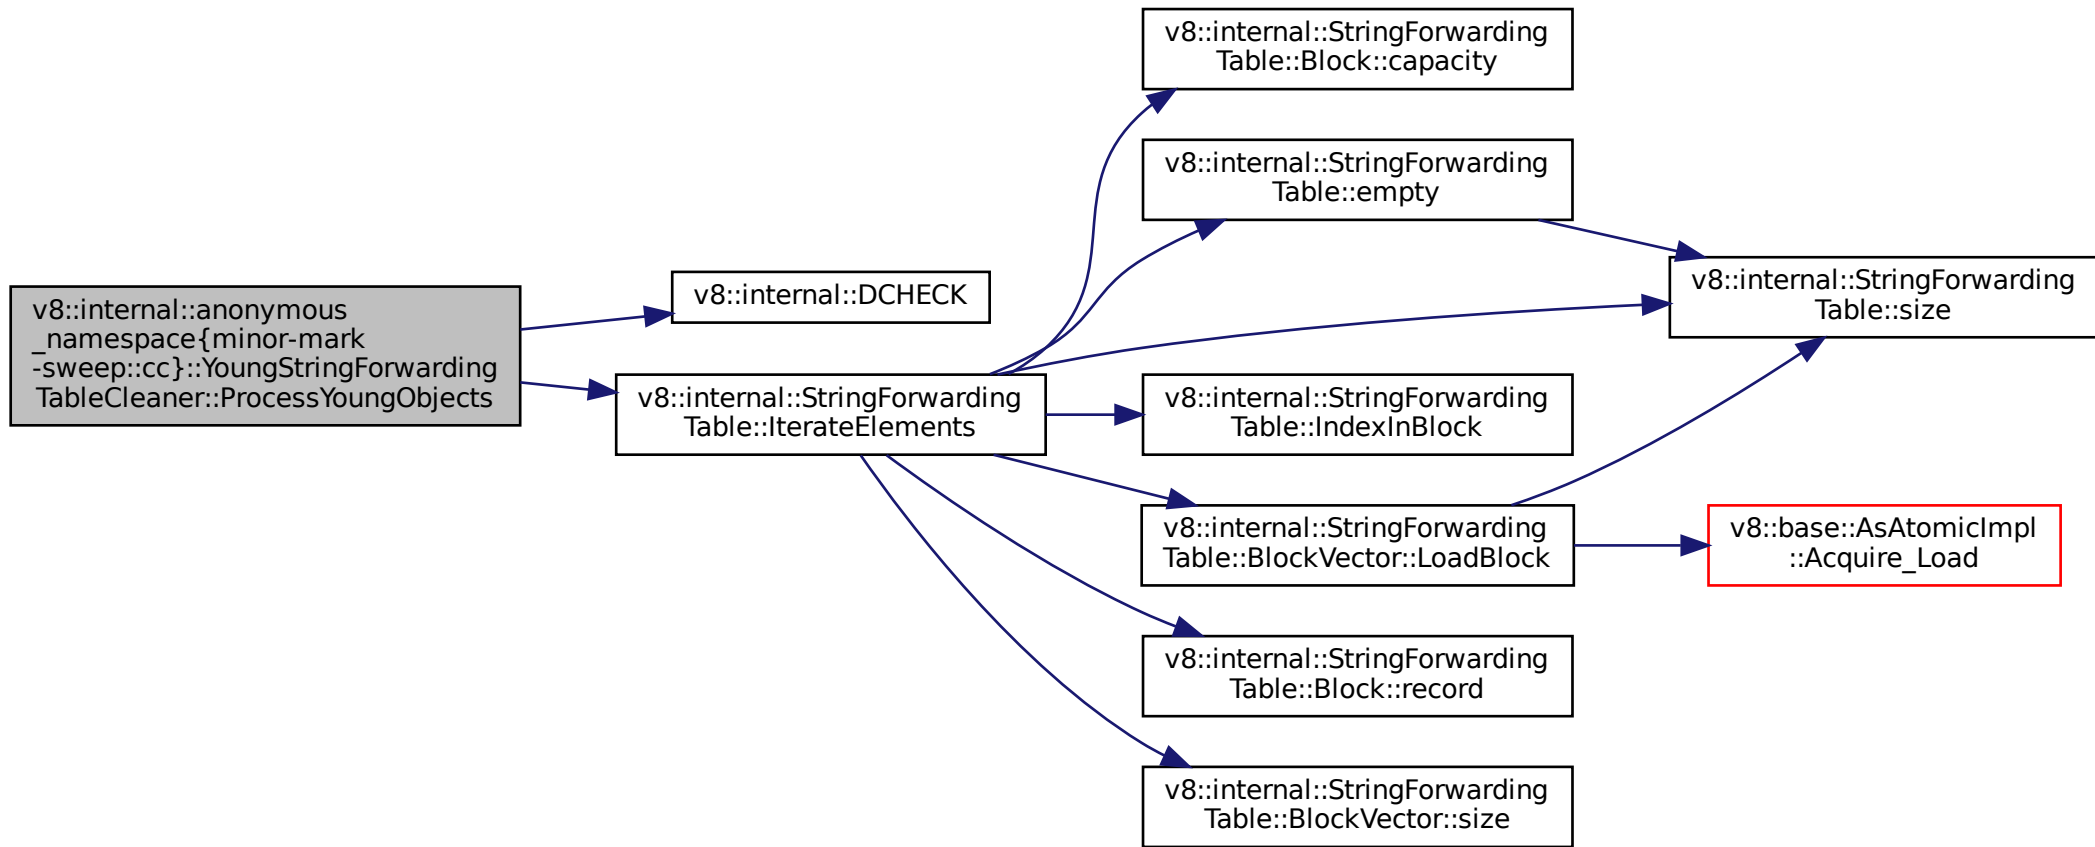 v8::internal::anonymous
_namespace{minor-mark
-sweep::cc}::YoungStringForwarding
TableCleaner::ProcessYoungObjects
v8::internal::DCHECK
v8::internal::StringForwarding
Table::IterateElements
v8::internal::StringForwarding
Table::Block::capacity
v8::internal::StringForwarding
Table::empty
v8::internal::StringForwarding
Table::size
v8::internal::StringForwarding
Table::IndexInBlock
v8::internal::StringForwarding
Table::BlockVector::LoadBlock
v8::base::AsAtomicImpl
::Acquire_Load
v8::internal::StringForwarding
Table::Block::record
v8::internal::StringForwarding
Table::BlockVector::size